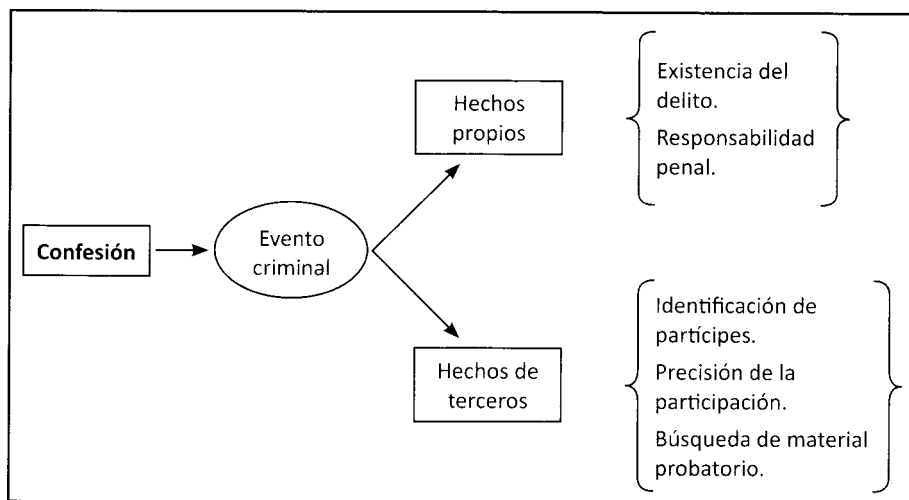 Confesión
Evento
criminal
Hechos
propios
Existencia del
delito.
Responsabilidad
penal.
Hechos de
terceros
Identificación de
partícipes.
Precisión de la
participación.
Búsqueda de material
probatorio.